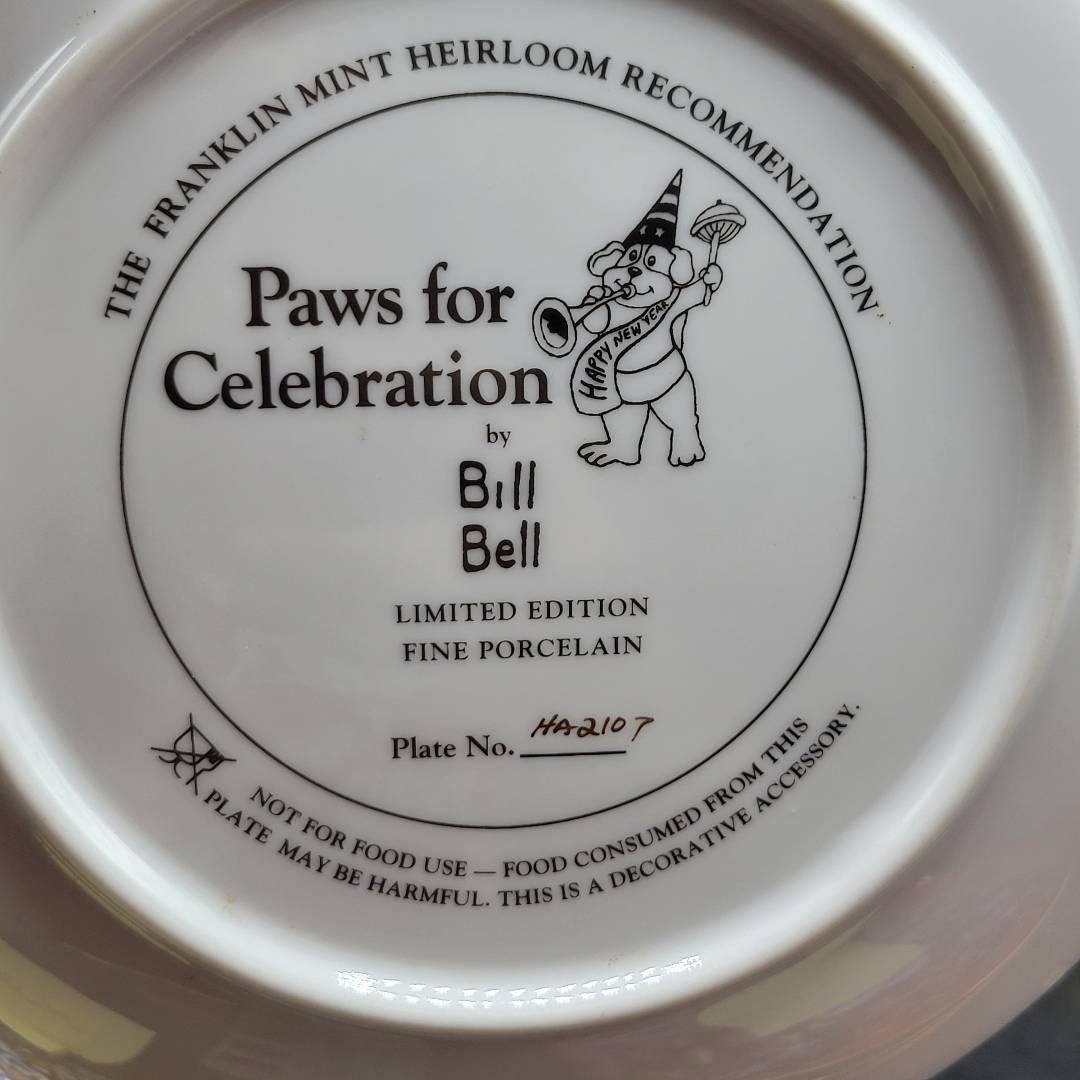 THE FRANKLIN MINT HEIRLOOM RECOMMENDATION
Paws for
Celebration
HAPPY NEW YEAR
by
Bill
Bell
LIMITED EDITION
FINE PORCELAIN
Plate No. HA2107
NOT FOR FOOD USE — FOOD CONSUMED FROM THIS
PLATE MAY BE HARMFUL. THIS IS A DECORATIVE ACCESSORY.